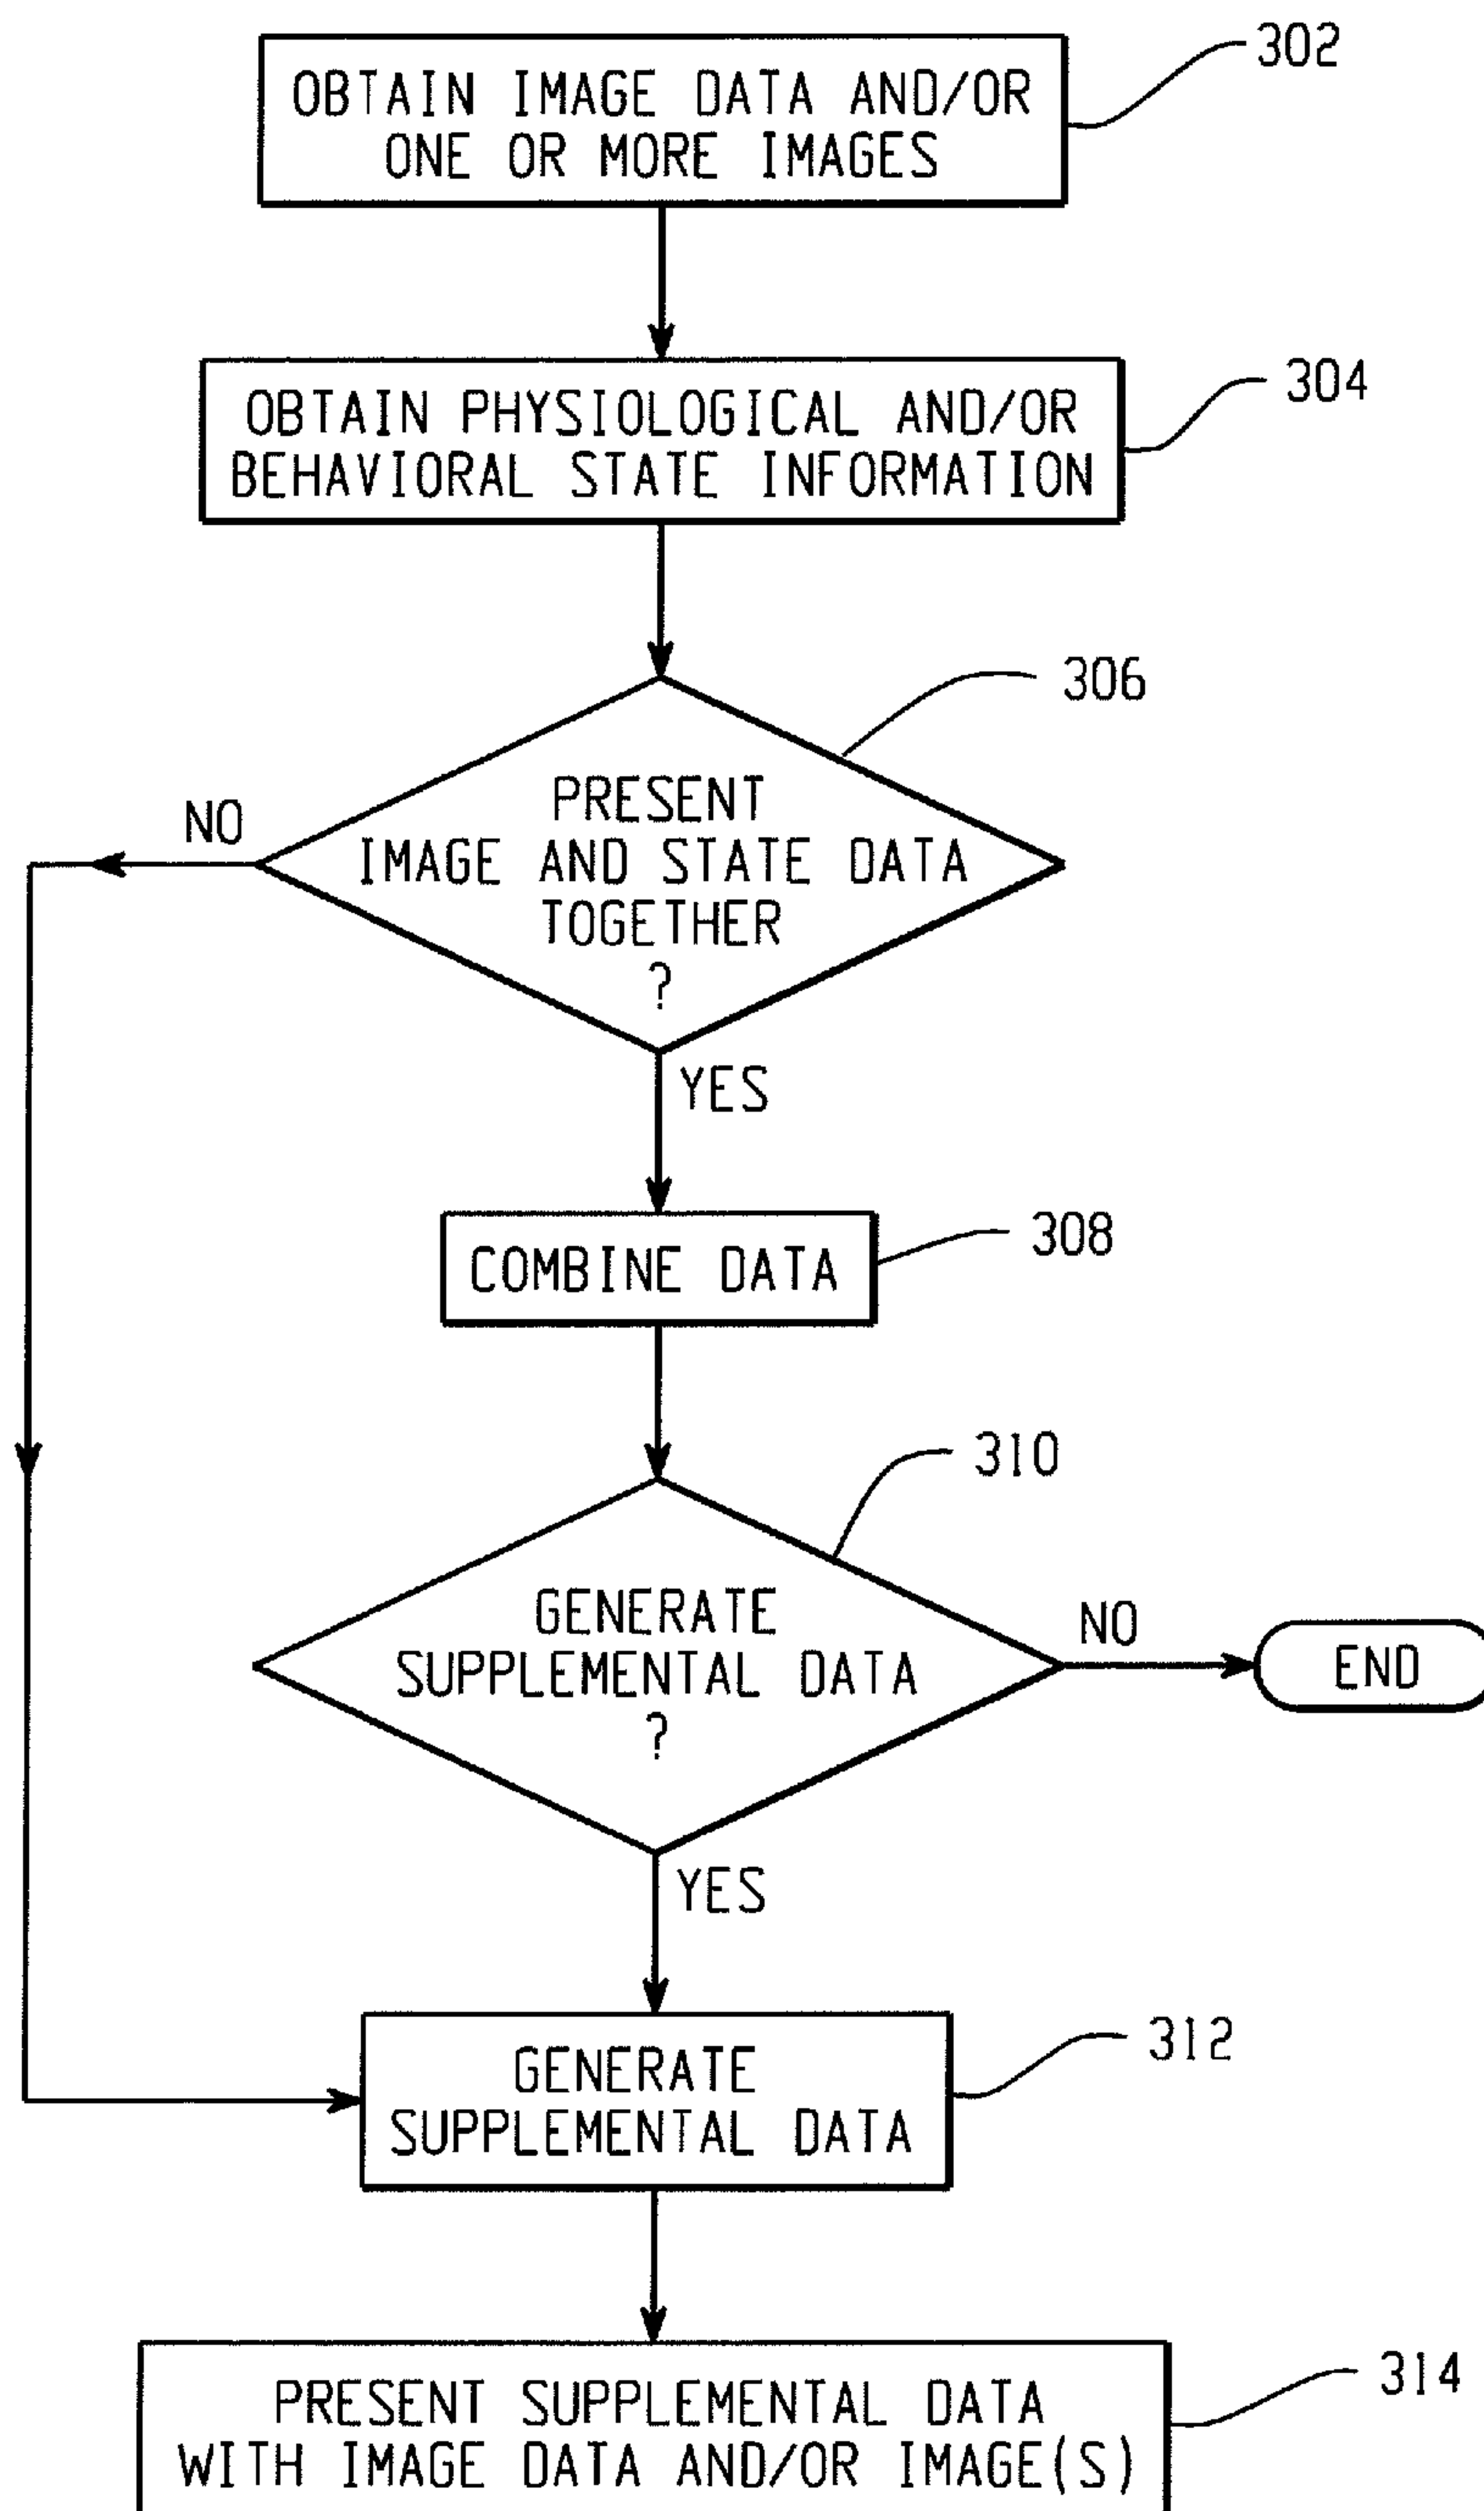 302
OBTAIN IMAGE DATA AND/OR
ONE OR MORE IMAGES
304
OBTAIN PHYSIOLOGICAL AND/OR
BEHAVIORAL STATE INFORMATION
306
PRESENT
IMAGE AND STATE DATA
TOGETHER
?
NO
YES
308
COMBINE DATA
310
GENERATE
SUPPLEMENTAL DATA
?
NO
END
YES
312
GENERATE
SUPPLEMENTAL DATA
314
PRESENT SUPPLEMENTAL DATA
WITH IMAGE DATA AND/OR IMAGE(S)